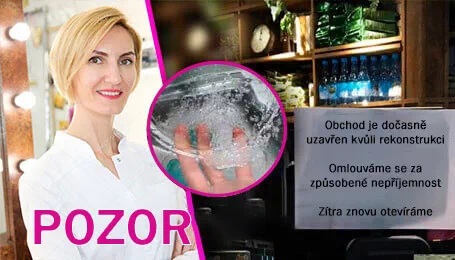 POZOR
Obchod je dočasně
uzavřen kvůli rekonstrukci
Omlouváme se za
způsobené nepříjemnost
Zítra znovu otevíráme